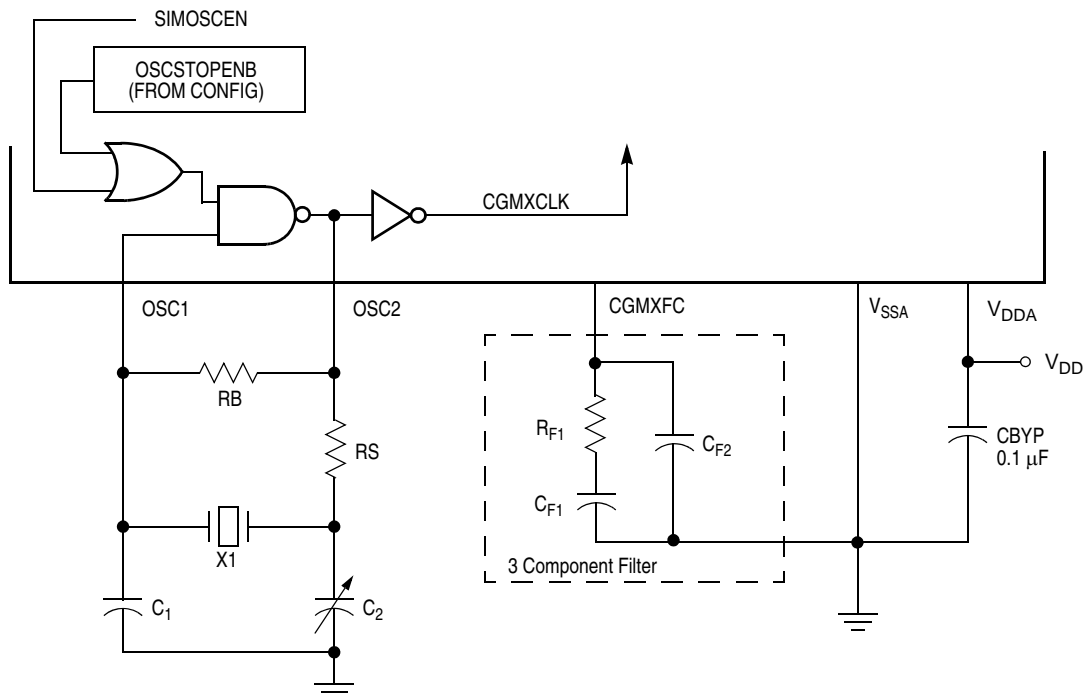 SIMOSCEN
OSCSTOPENB
(FROM CONFIG)
CGMXCLK
OSC1
OSC2
CGMXFC
VSSA
VDDA
VDD
RB
RS
RF1
CF2
CBYP
0.1 µF
CF1
X1
3 Component Filter
C1
C2